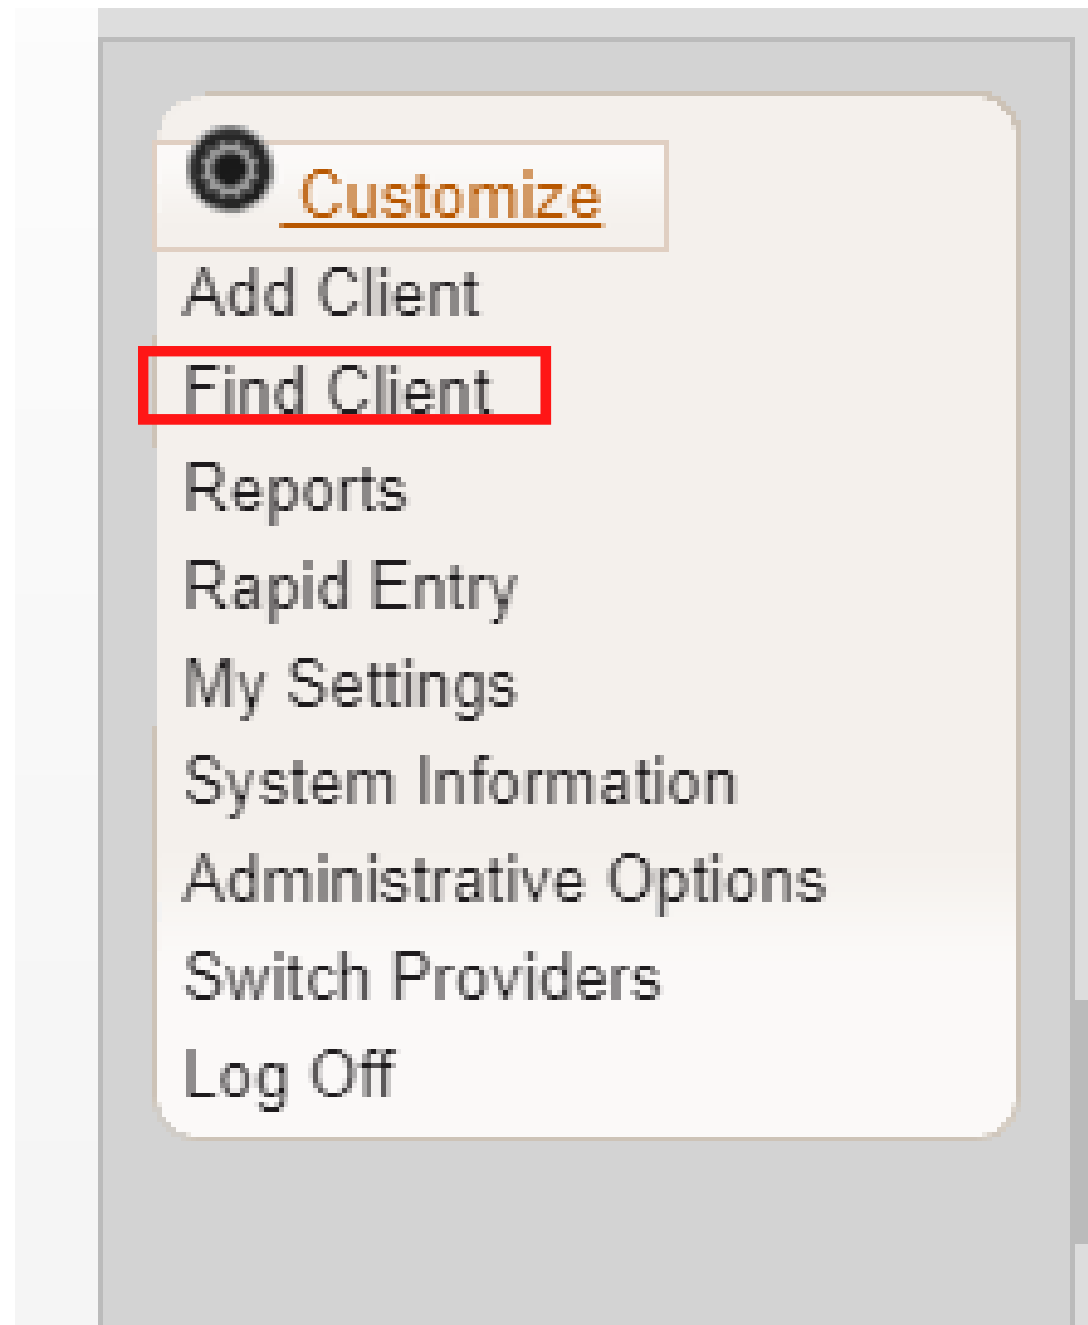 Customize
Add Client
Find Client
Reports
Rapid Entry
My Settings
System Information
Administrative Options
Switch Providers
Log Off